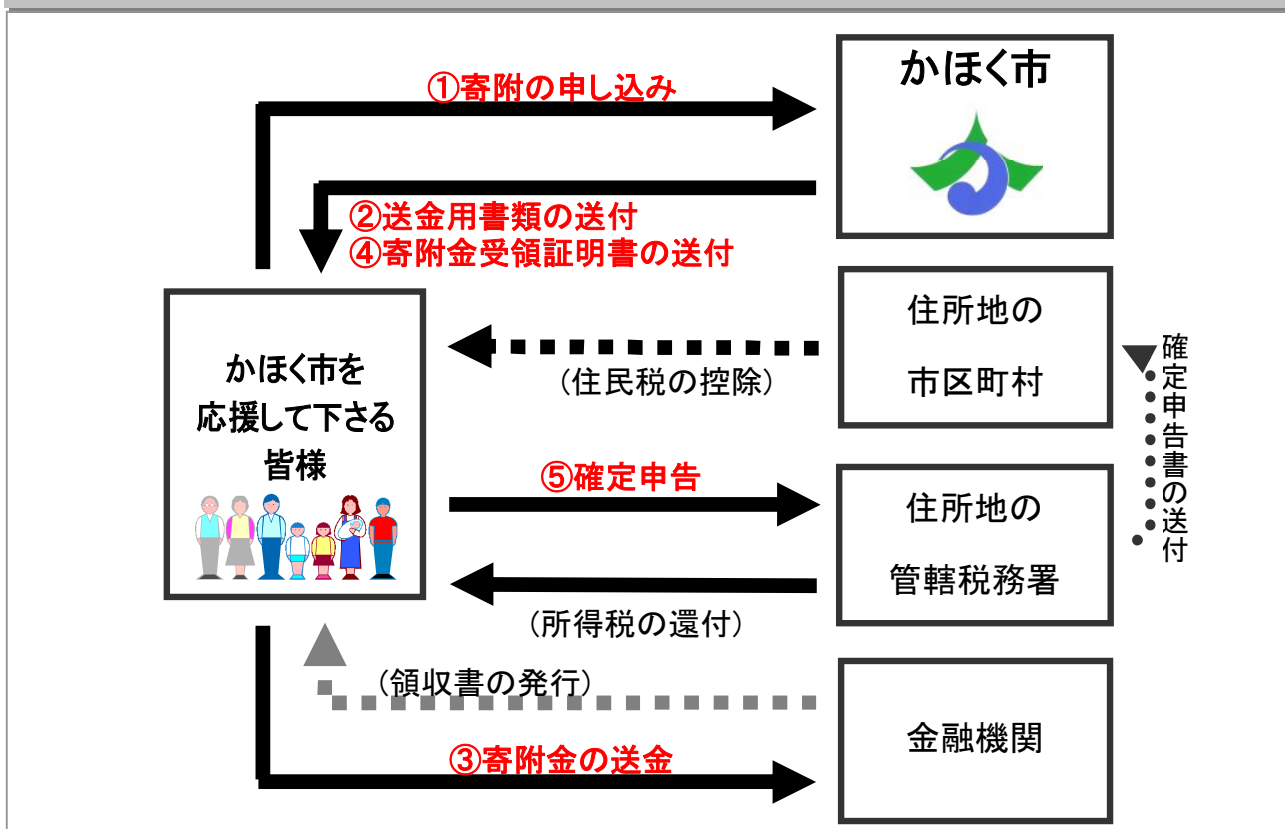 かほく市
①寄附の申し込み
②送金用書類の送付
④寄附金受領証明書の送付
住所地の
市区町村
確定申告書の送付
(住民税の控除)
かほく市を
応援して下さる
皆様
⑤確定申告
住所地の
管轄税務署
(所得税の還付)
(領収書の発行)
金融機関
③寄附金の送金